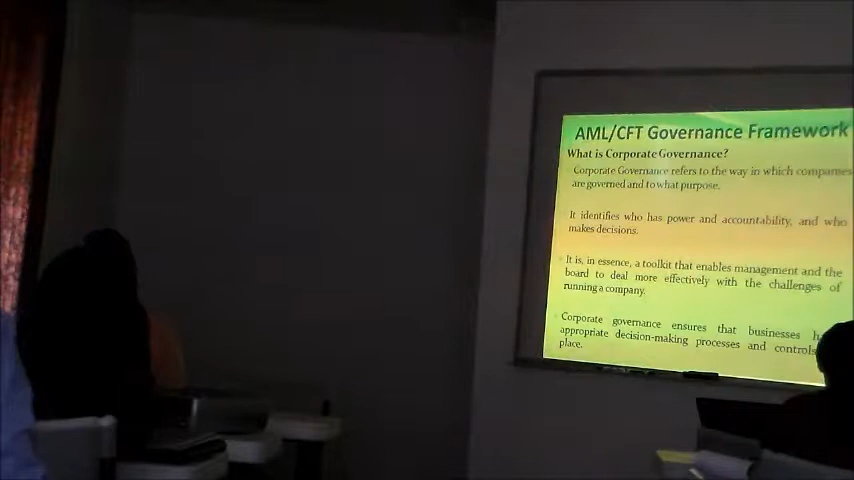 AML/CFT Governance Framework
What is Corporate Governance?
Corporate Governance refers to the way in which companies
are governed and to what purpose.
It identifies who has power and accountability, and who
makes decisions.
It is, in essence, a toolkit that enables management and the
board to deal more effectively with the challenges of
running a company.
Corporate governance ensures that businesses
appropriate decision-making processes and controls
place.